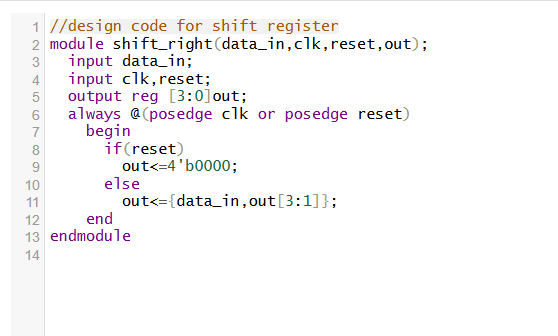 1 //design code for shift register
2 module shift_right(data_in,clk,reset,out);
3   input data_in;
4   input clk,reset;
5   output reg [3:0]out;
6   always @(posedge clk or posedge reset)
7     begin
8       if(reset)
9         out<=4'b0000;
10       else
11         out<={data_in,out[3:1]};
12     end
13 endmodule
14